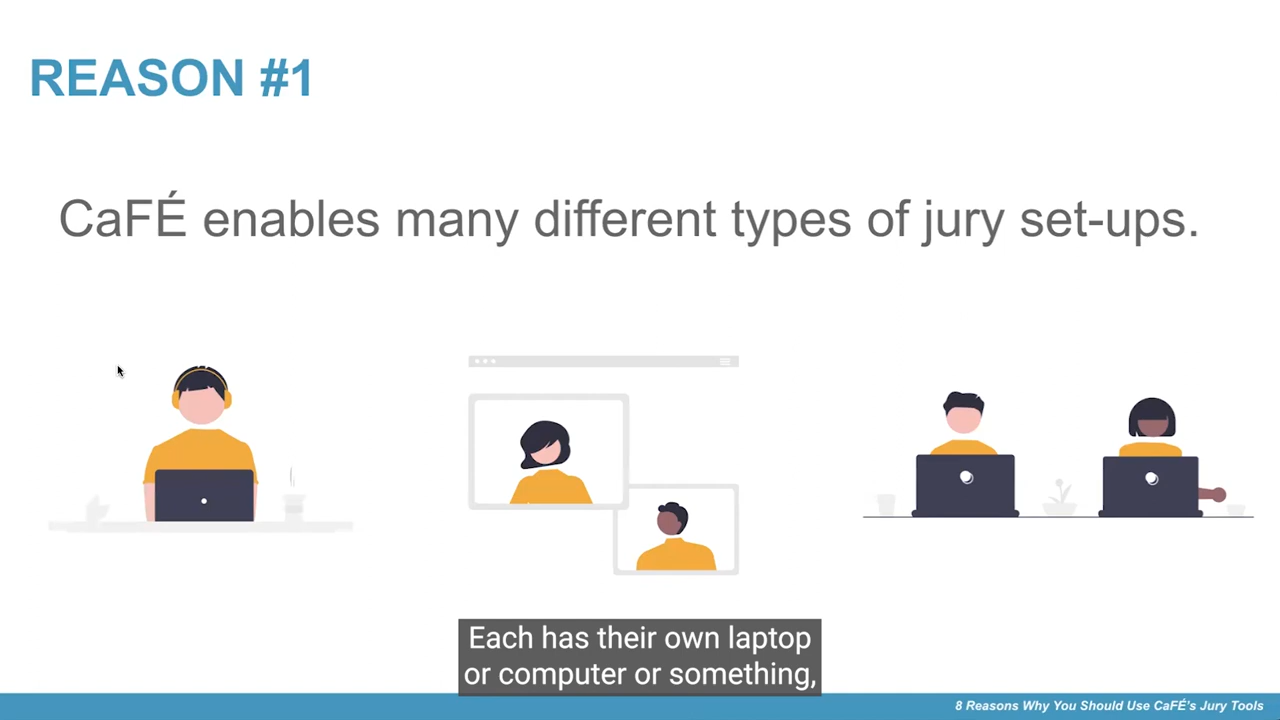 REASON #1
CaFÉ enables many different types of jury set-ups.
Each has their own laptop
or computer or something,
8 Reasons Why You Should Use CaFÉ's Jury Tools